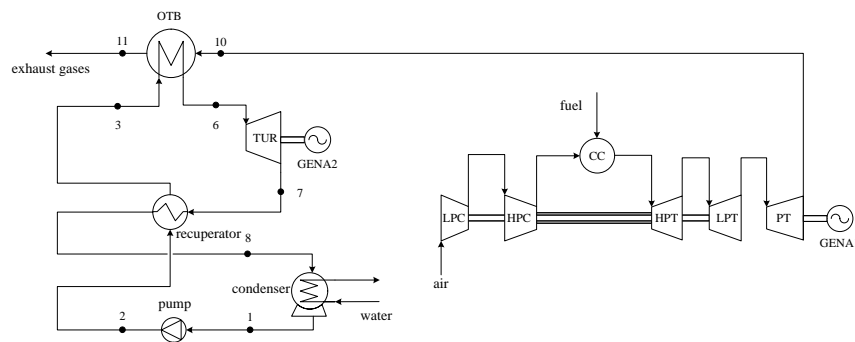 OTB
11
10
exhaust gases
3
6
fuel
TUR
GENA2
CC
7
recuperator
LPC
HPC
HPT
LPT
PT
GENA
8
condenser
air
pump
water
2
1